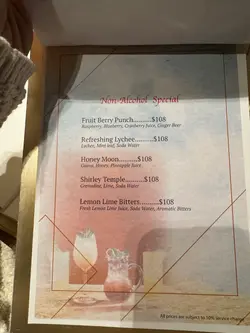 Non-Alcohol Special
Fruit Berry Punch..........$108
Raspberry, Blueberry, Cranberry Juice, Ginger Beer
Refreshing Lychee..........$108
Lychee, Mint leaf, Soda Water
Honey Moon..........$108
Guava, Honey, Pineapple Juice
Shirley Temple..........$108
Grenadine, Lime, Soda Water
Lemon Lime Bitters..........$108
Fresh Lemon Lime Juice, Soda Water, Aromatic Bitters
All prices are subject to 10% service charge